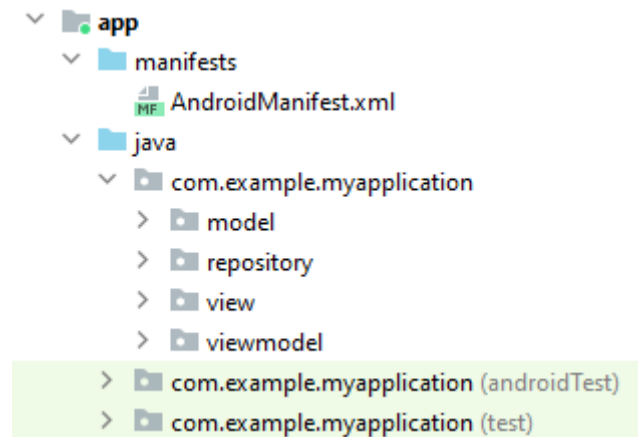 app
manifests
MF AndroidManifest.xml
java
com.example.myapplication
model
repository
view
viewmodel
com.example.myapplication (androidTest)
com.example.myapplication (test)